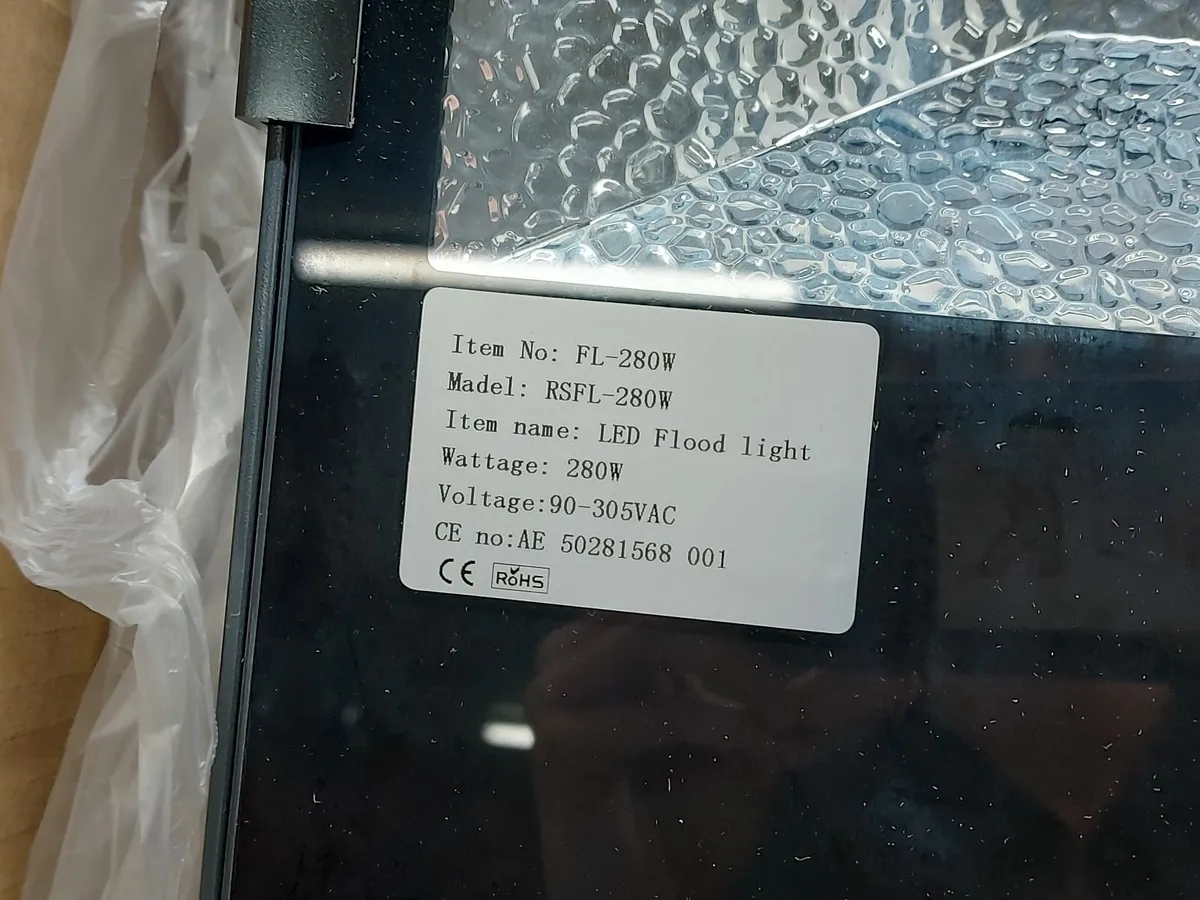 Item No: FL-280W
Madel: RSFL-280W
Item name: LED Flood light
Wattage: 280W
Voltage:90-305VAC
CE no:AE 50281568 001
CE RoHS